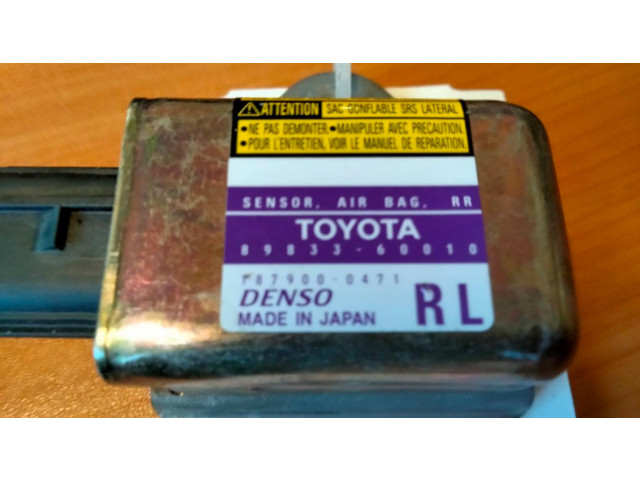 ATTENTION SAC GONFLABLE SRS LATERAL
•NE PAS DEMONTER.•MANIPULER AVEC PRECAUTION.
•POUR L'ENTRETIEN, VOIR LE MANUEL DE REPARATION.
SENSOR, AIR BAG, RR
TOYOTA
89833-60010
187900-0471
DENSO
MADE IN JAPAN
RL